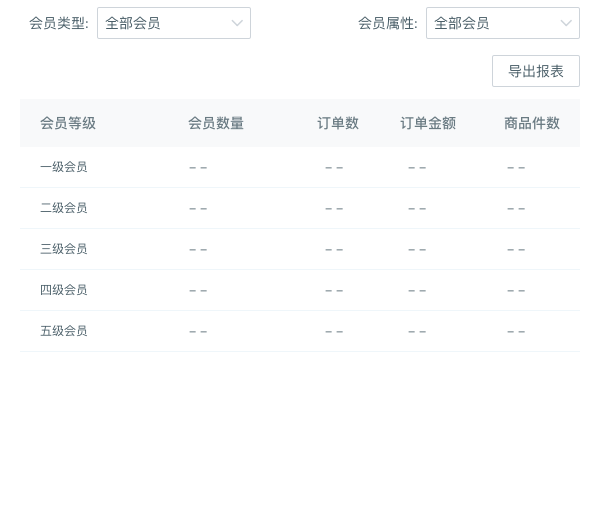 会员类型: 全部会员 会员属性: 全部会员
导出报表
会员等级 会员数量 订单数 订单金额 商品件数
一级会员 -- -- -- --
二级会员 -- -- -- --
三级会员 -- -- -- --
四级会员 -- -- -- --
五级会员 -- -- -- --